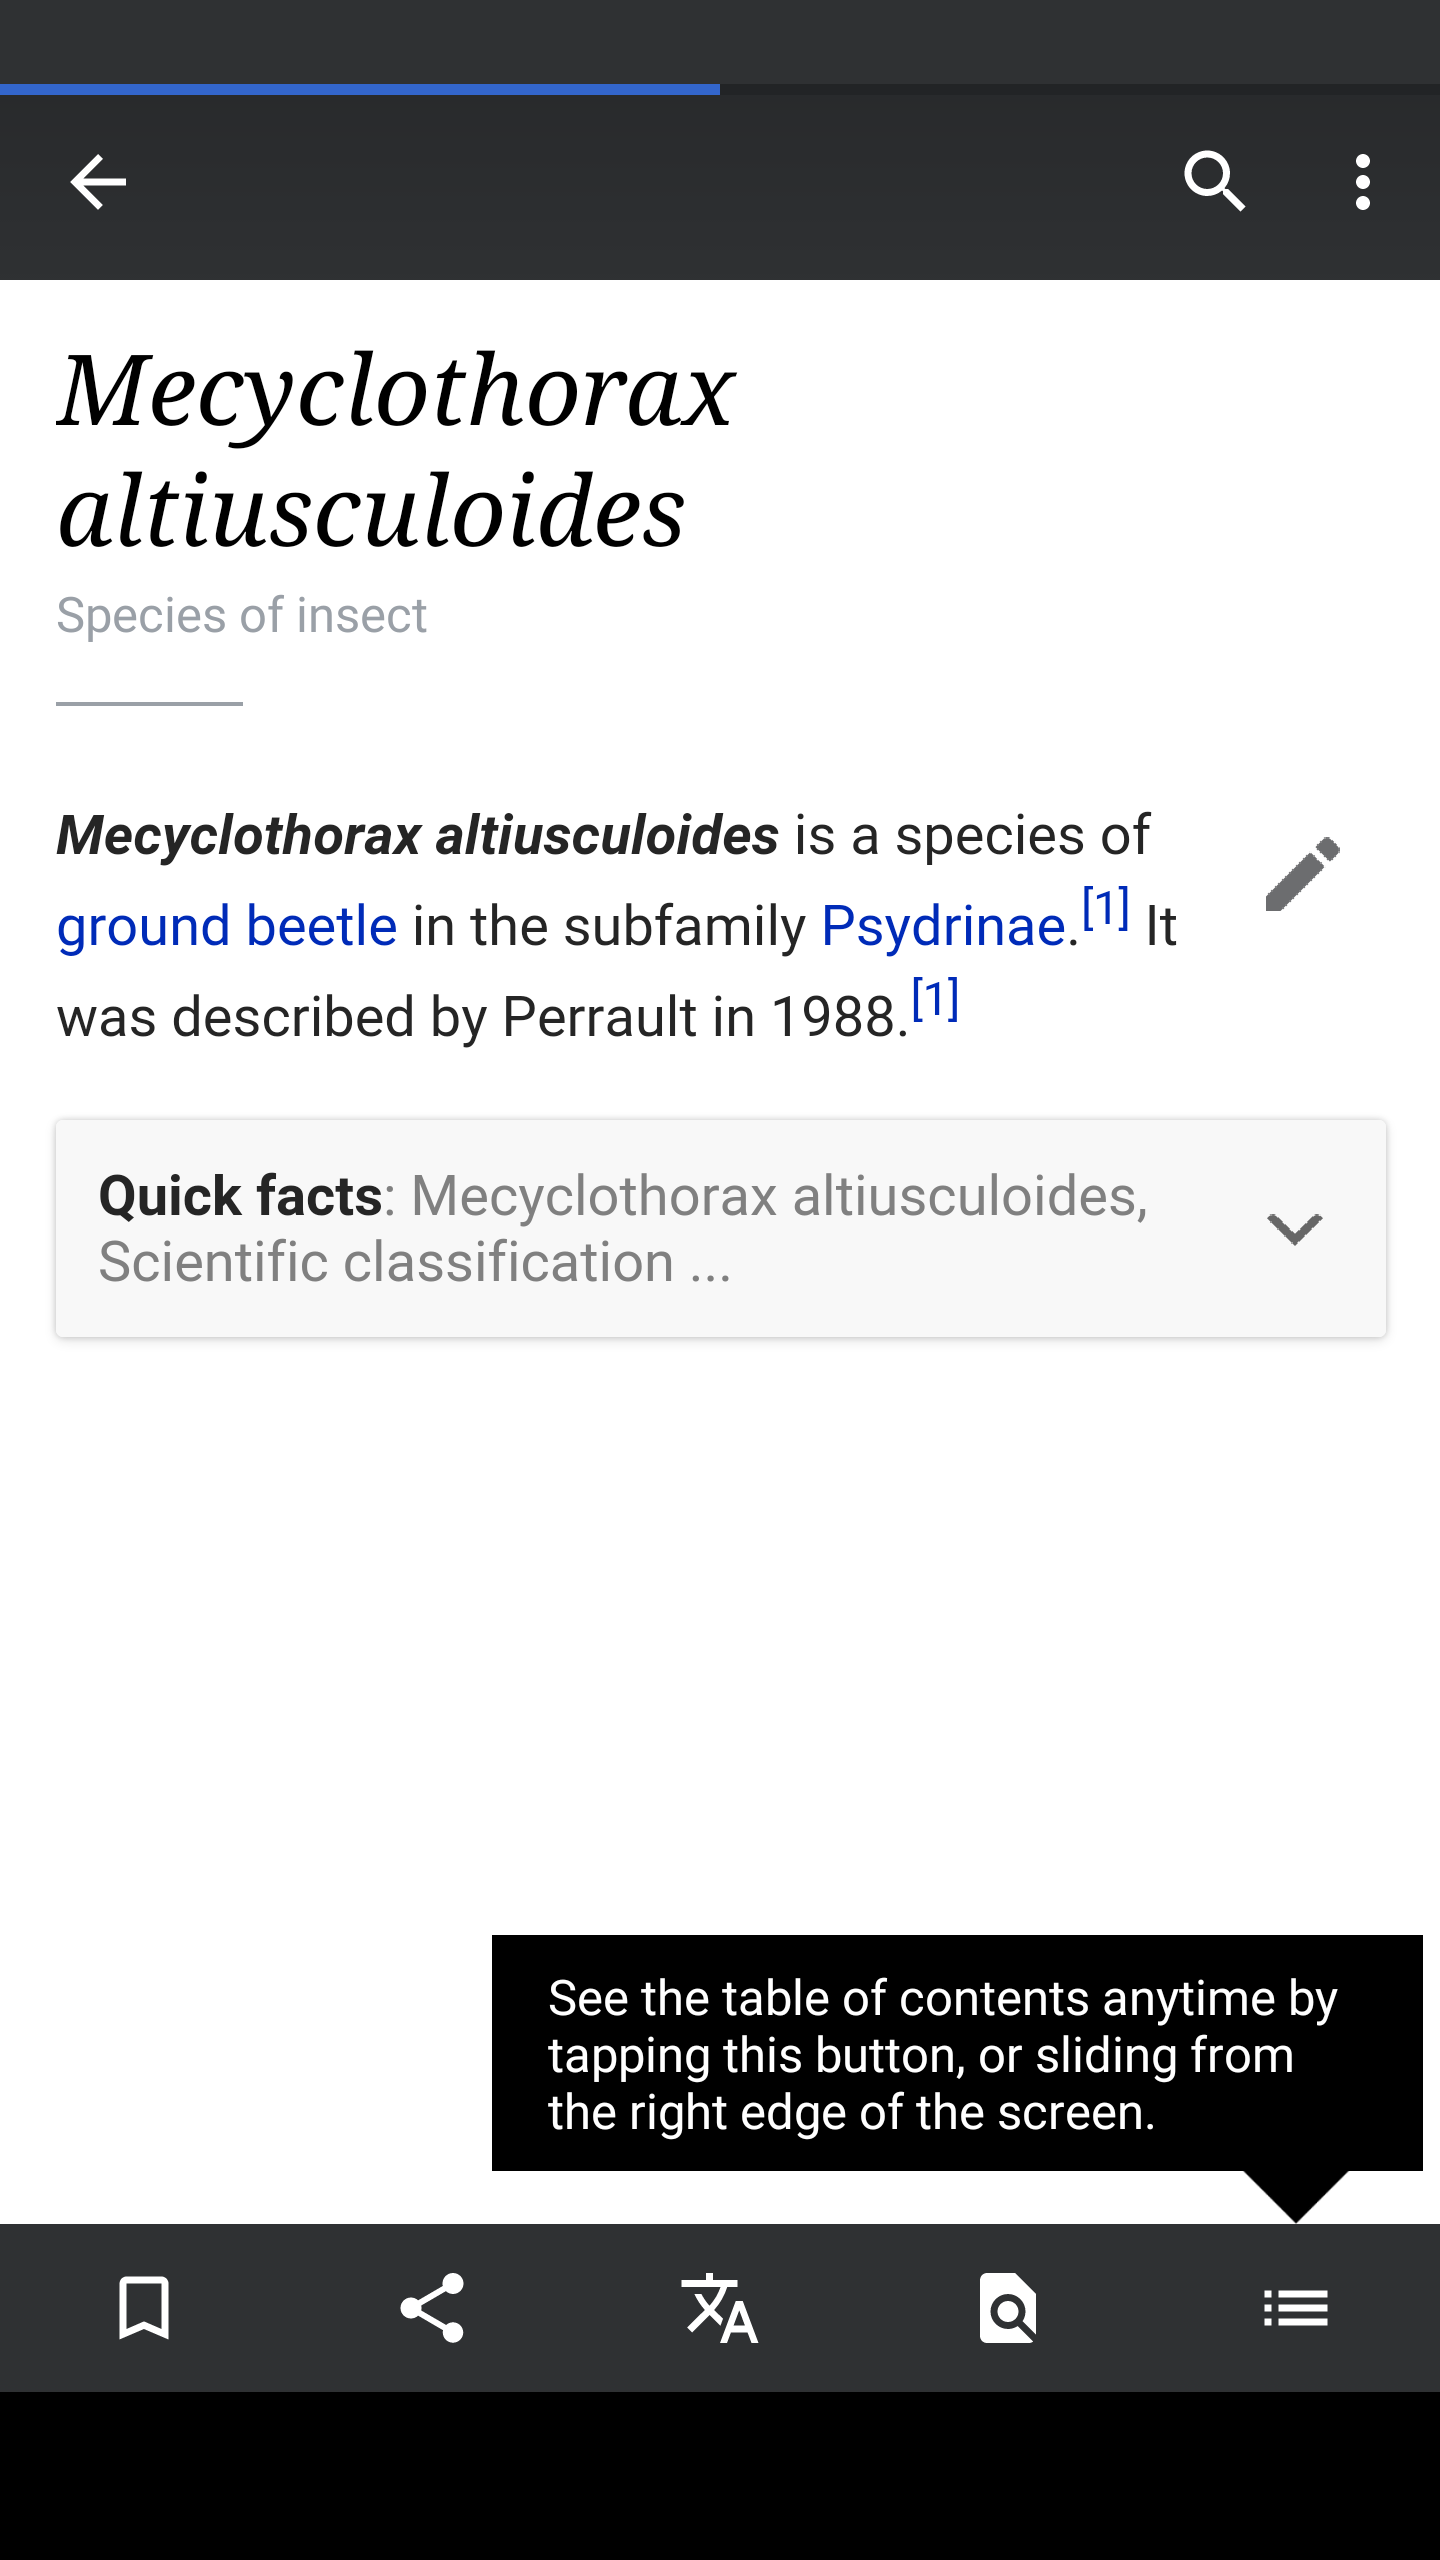 Mecyclothorax
altiusculoides
Species of insect
Mecyclothorax altiusculoides is a species of
ground beetle in the subfamily Psydrinae.[1] It
was described by Perrault in 1988.[1]
Quick facts: Mecyclothorax altiusculoides,
Scientific classification ...
See the table of contents anytime by
tapping this button, or sliding from
the right edge of the screen.